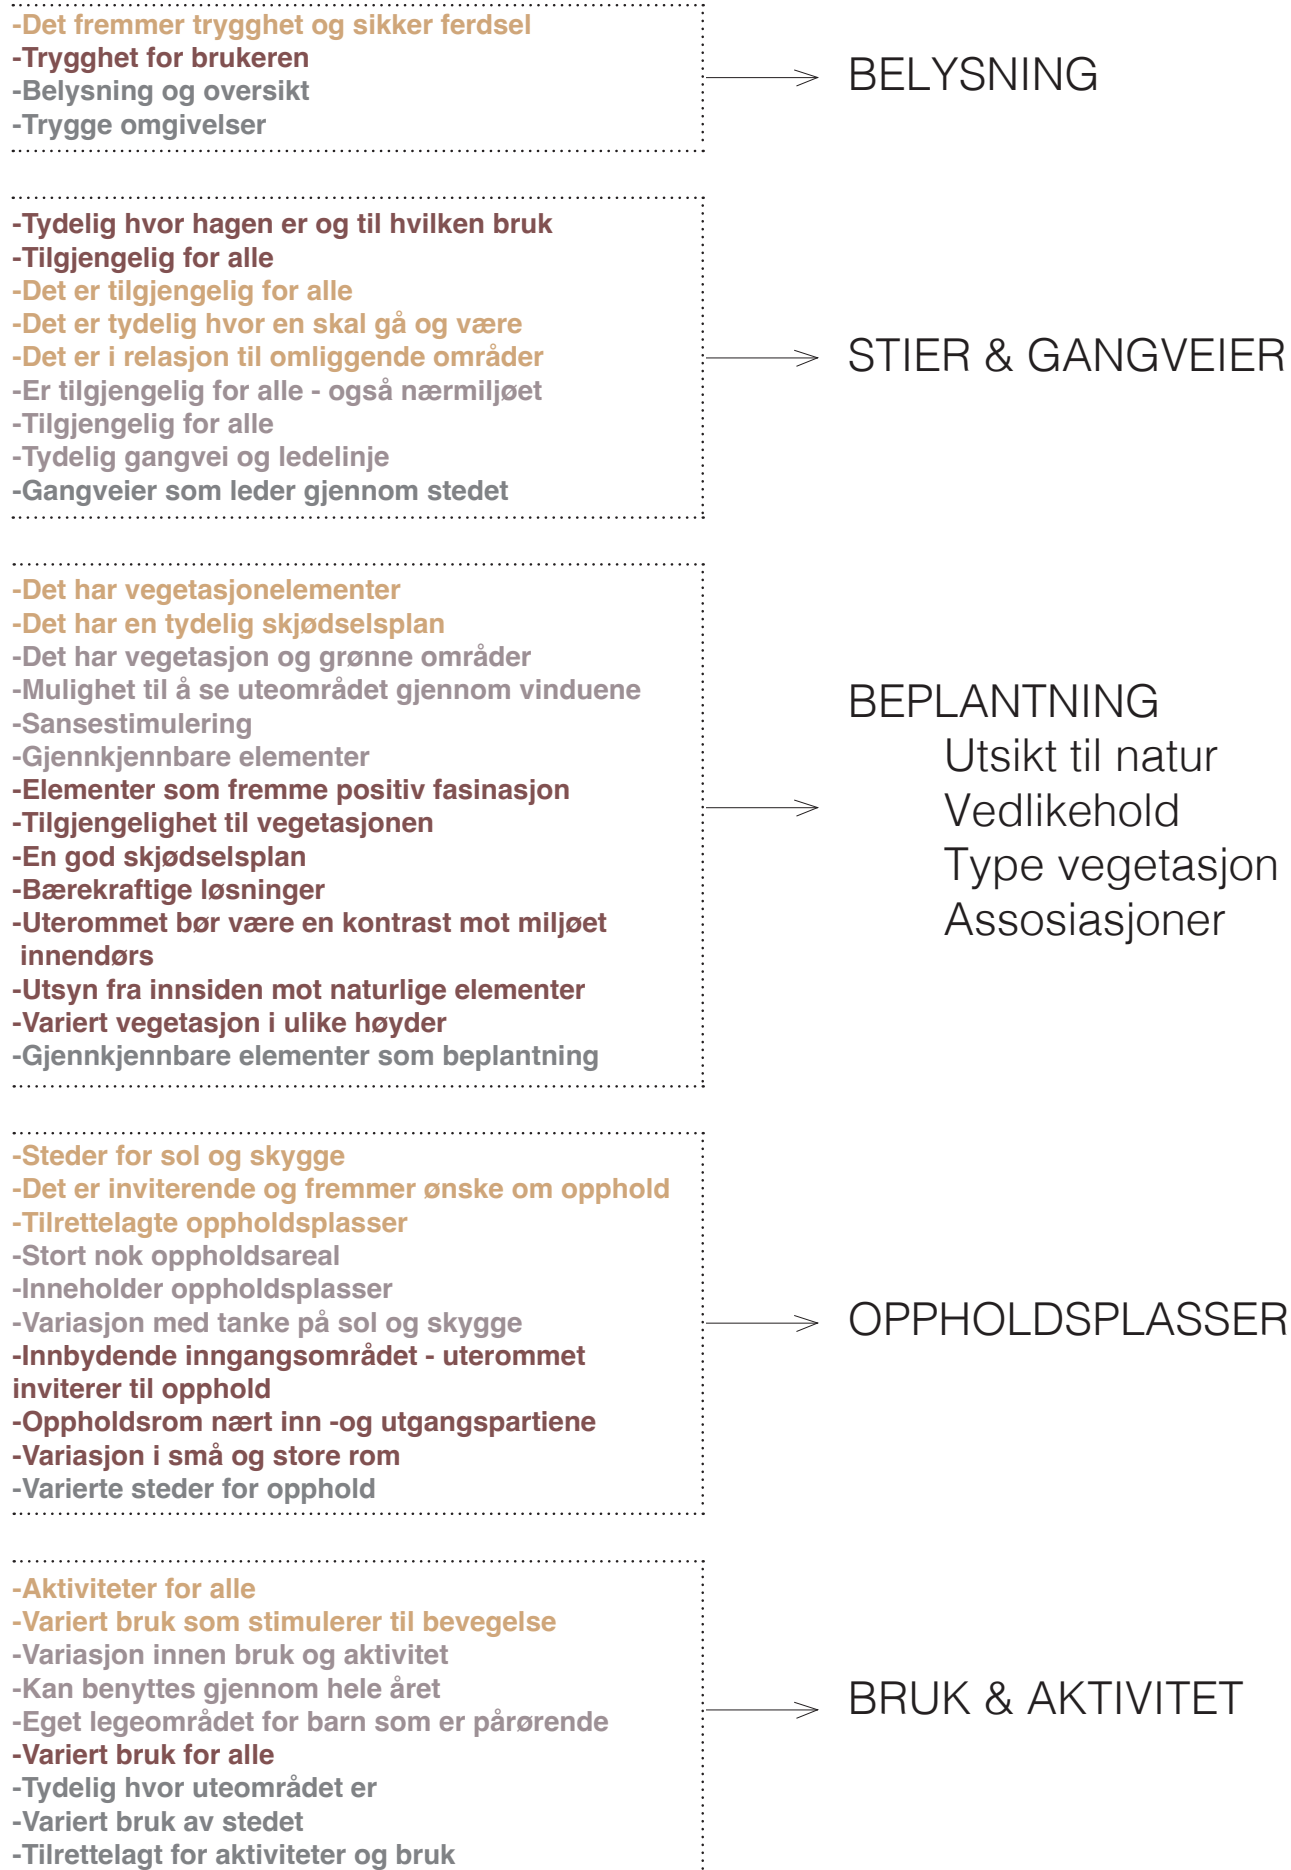 -Det fremmer trygghet og sikker ferdsel
-Trygghet for brukeren
-Belysning og oversikt
-Trygge omgivelser
BELYSNING
-Tydelig hvor hagen er og til hvilken bruk
-Tilgjengelig for alle
-Det er tilgjengelig for alle
-Det er tydelig hvor en skal gå og være
-Det er i relasjon til omliggende områder
-Er tilgjengelig for alle - også nærmiljøet
-Tilgjengelig for alle
-Tydelig gangvei og ledelinje
-Gangveier som leder gjennom stedet
STIER & GANGVEIER
-Det har vegetasjonelementer
-Det har en tydelig skjødselsplan
-Det har vegetasjon og grønne områder
-Mulighet til å se uteområdet gjennom vinduene
-Sansestimulering
-Gjennkjennbare elementer
-Elementer som fremme positiv fasinasjon
-Tilgjengelighet til vegetasjonen
-En god skjødselsplan
-Bærekraftige løsninger
-Uterommet bør være en kontrast mot miljøet
innendørs
-Utsyn fra innsiden mot naturlige elementer
-Variert vegetasjon i ulike høyder
-Gjennkjennbare elementer som beplantning
BEPLANTNING
Utsikt til natur
Vedlikehold
Type vegetasjon
Assosiasjoner
-Steder for sol og skygge
-Det er inviterende og fremmer ønske om opphold
-Tilrettelagte oppholdsplasser
-Stort nok oppholdsareal
-Inneholder oppholdsplasser
-Variasjon med tanke på sol og skygge
-Innbydende inngangsområdet - uterommet
inviterer til opphold
-Oppholdsrom nært inn -og utgangspartiene
-Variasjon i små og store rom
-Varierte steder for opphold
OPPHOLDSPLASSER
-Aktiviteter for alle
-Variert bruk som stimulerer til bevegelse
-Variasjon innen bruk og aktivitet
-Kan benyttes gjennom hele året
-Eget legeområdet for barn som er pårørende
-Variert bruk for alle
-Tydelig hvor uteområdet er
-Variert bruk av stedet
-Tilrettelagt for aktiviteter og bruk
BRUK & AKTIVITET